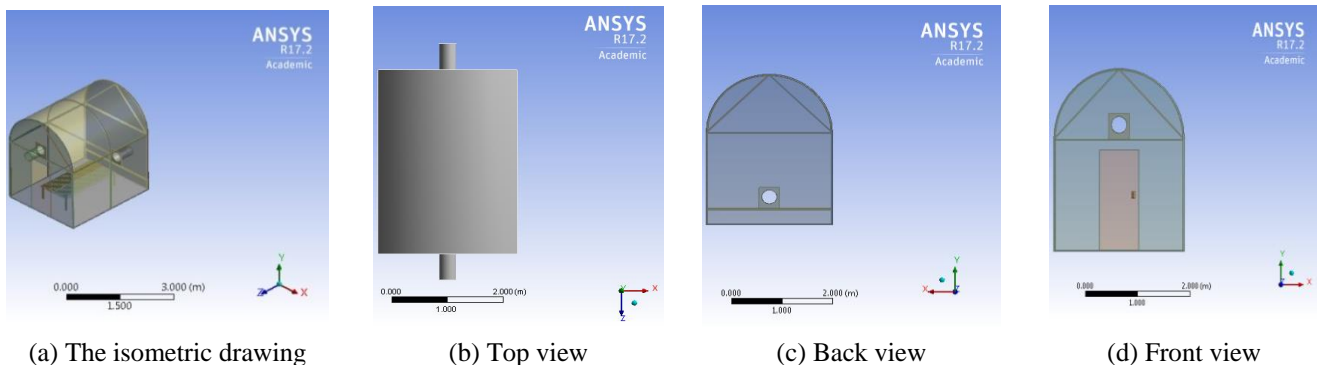 ANSYS
R17.2
Academic
Y
Z
X
0.000
3.000 (m)
1.500
(a) The isometric drawing
ANSYS
R17.2
Academic
Y
X
Z
0.000
2.000 (m)
1.000
(b) Top view
ANSYS
R17.2
Academic
Y
X
Z
0.000
2.000 (m)
1.000
(c) Back view
ANSYS
R17.2
Academic
Y
Z
X
0.000
2.000 (m)
1.000
(d) Front view